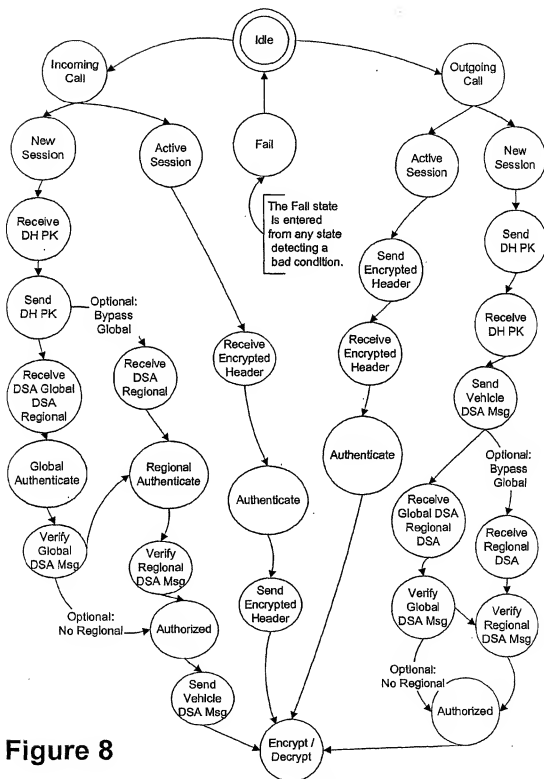 Idle
Incoming
Call
Outgoing
Call
New
Session
Active
Session
Fail
Active
Session
New
Session
The Fail state
is entered
from any state
detecting a
bad condition.
Receive
DH PK
Send
DH PK
Send
Encrypted
Header
Send
DH PK
Optional:
Bypass
Global
Receive
Encrypted
Header
Receive
Encrypted
Header
Receive
DH PK
Receive
DSA Global
DSA
Regional
Receive
DSA
Regional
Send
Vehicle
DSA Msg
Global
Authenticate
Regional
Authenticate
Authenticate
Authenticate
Optional:
Bypass
Global
Receive
Global DSA
Regional
DSA
Receive
Regional
DSA
Verify
Global
DSA Msg
Verify
Regional
DSA Msg
Send
Encrypted
Header
Verify
Global
DSA Msg
Verify
Regional
DSA Msg
Optional:
No Regional
Authorized
Optional:
No Regional
Authorized
Send
Vehicle
DSA Msg
Encrypt /
Decrypt
Figure 8